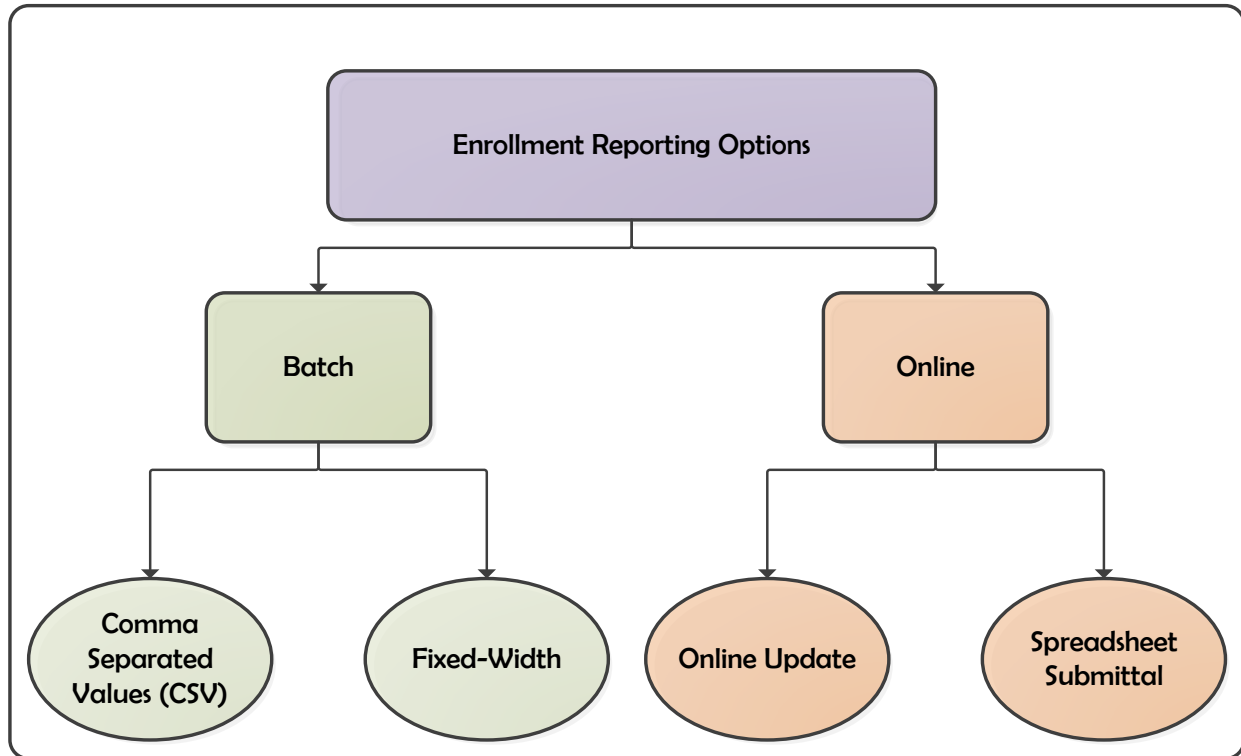 Enrollment Reporting Options
Batch
Online
Comma
Separated
Values (CSV)
Fixed-Width
Online Update
Spreadsheet
Submittal